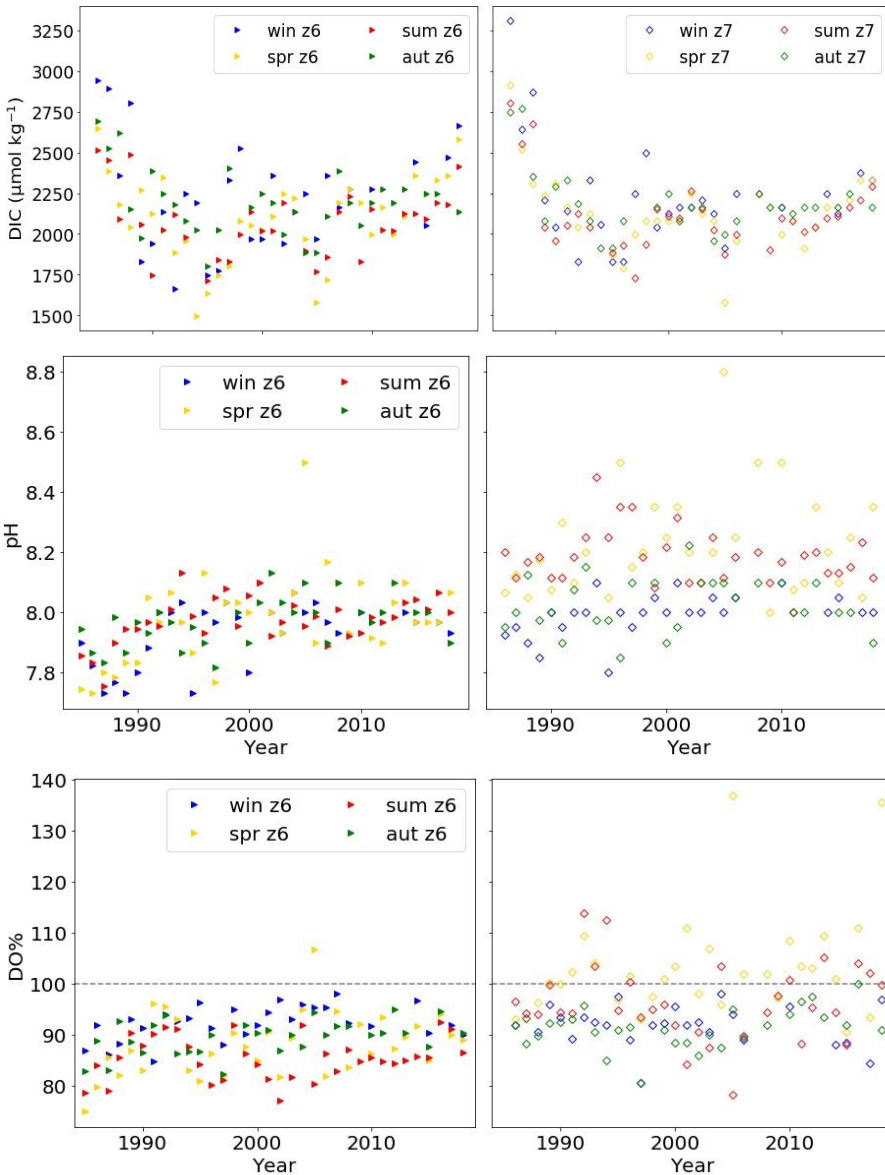 3250
3000
2750
2500
2250
2000
1750
1500
DIC (μmol kg⁻¹)
win z6 sum z6
spr z6 aut z6
win z7 sum z7
spr z7 aut z7
8.8
8.6
8.4
8.2
8.0
7.8
pH
win z6 sum z6
spr z6 aut z6
1990 2000 2010
Year
1990 2000 2010
Year
140
130
120
110
100
90
80
DO%
win z6 sum z6
spr z6 aut z6
1990 2000 2010
Year
1990 2000 2010
Year